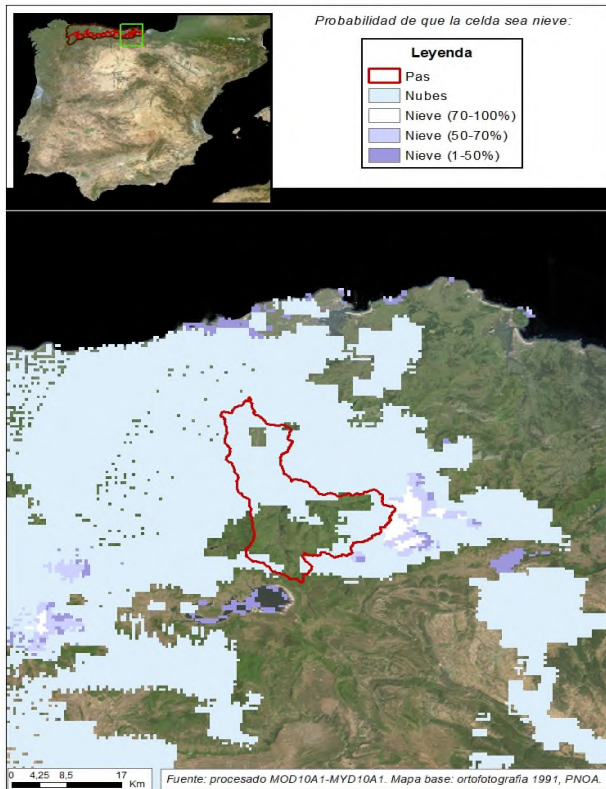 Probabilidad de que la celda sea nieve:
Leyenda
Pas
Nubes
Nieve (70-100%)
Nieve (50-70%)
Nieve (1-50%)
0 4,25 8,5 17
Km
Fuente: procesado MOD10A1-MYD10A1. Mapa base: ortofotografia 1991, PNOA.